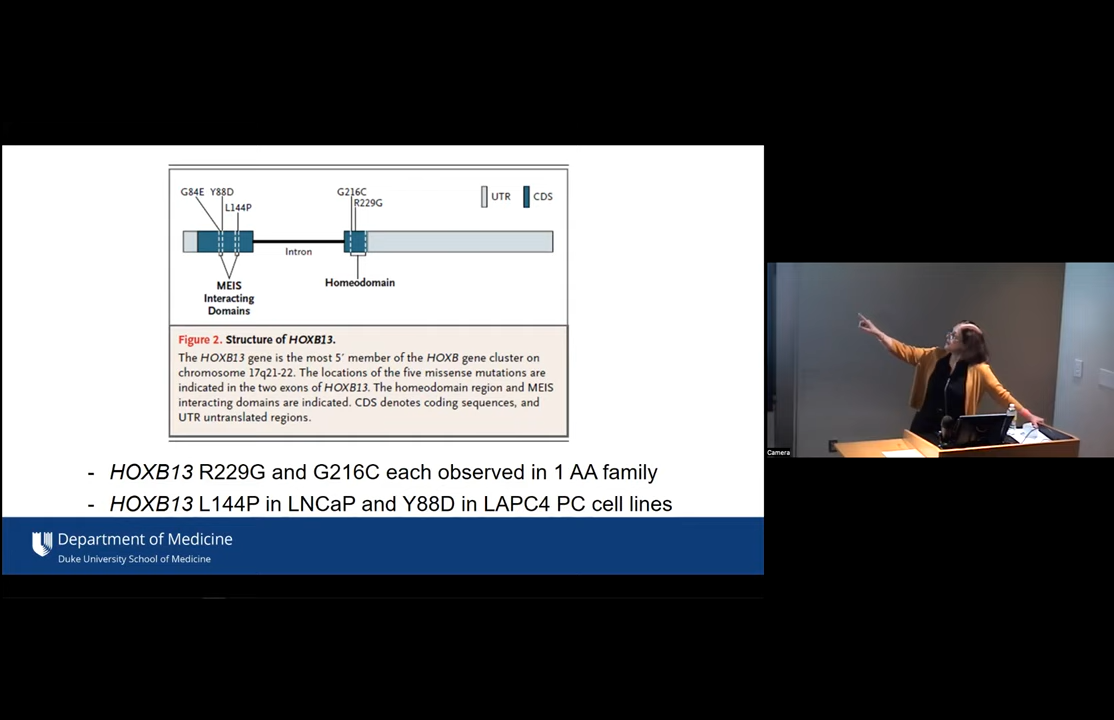 G84E Y88D
L144P
G216C
R229G
UTR CDS
Intron
MEIS
Interacting
Domains
Homeodomain
Figure 2. Structure of HOXB13.
The HOXB13 gene is the most 5′ member of the HOXB gene cluster on
chromosome 17q21-22. The locations of the five missense mutations are
indicated in the two exons of HOXB13. The homeodomain region and MEIS
interacting domains are indicated. CDS denotes coding sequences, and
UTR untranslated regions.
- HOXB13 R229G and G216C each observed in 1 AA family
- HOXB13 L144P in LNCaP and Y88D in LAPC4 PC cell lines
Department of Medicine
Duke University School of Medicine
Camera